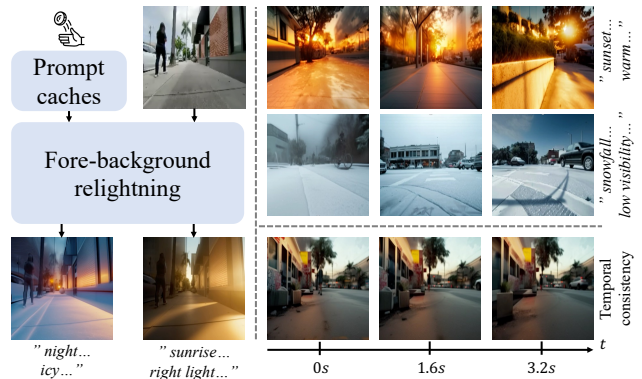 Prompt
caches
Fore-background
relighting
” night…
icy…”
” sunrise…
right light…”
” sunset…
warm…”
” snowfall…
low visibility…”
Temporal
consistency
t
0s
1.6s
3.2s